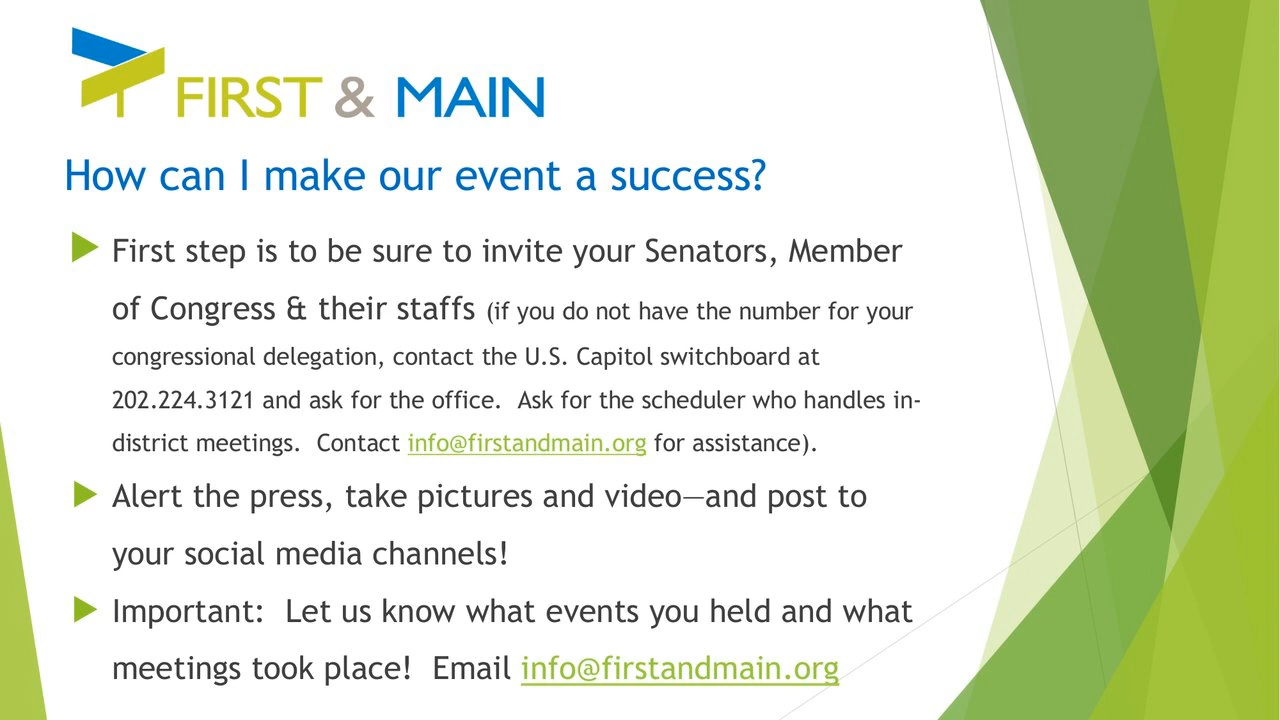 FIRST & MAIN
How can I make our event a success?
First step is to be sure to invite your Senators, Member
of Congress & their staffs (if you do not have the number for your
congressional delegation, contact the U.S. Capitol switchboard at
202.224.3121 and ask for the office.  Ask for the scheduler who handles in-
district meetings.  Contact info@firstandmain.org for assistance).
Alert the press, take pictures and video—and post to
your social media channels!
Important:  Let us know what events you held and what
meetings took place!  Email info@firstandmain.org